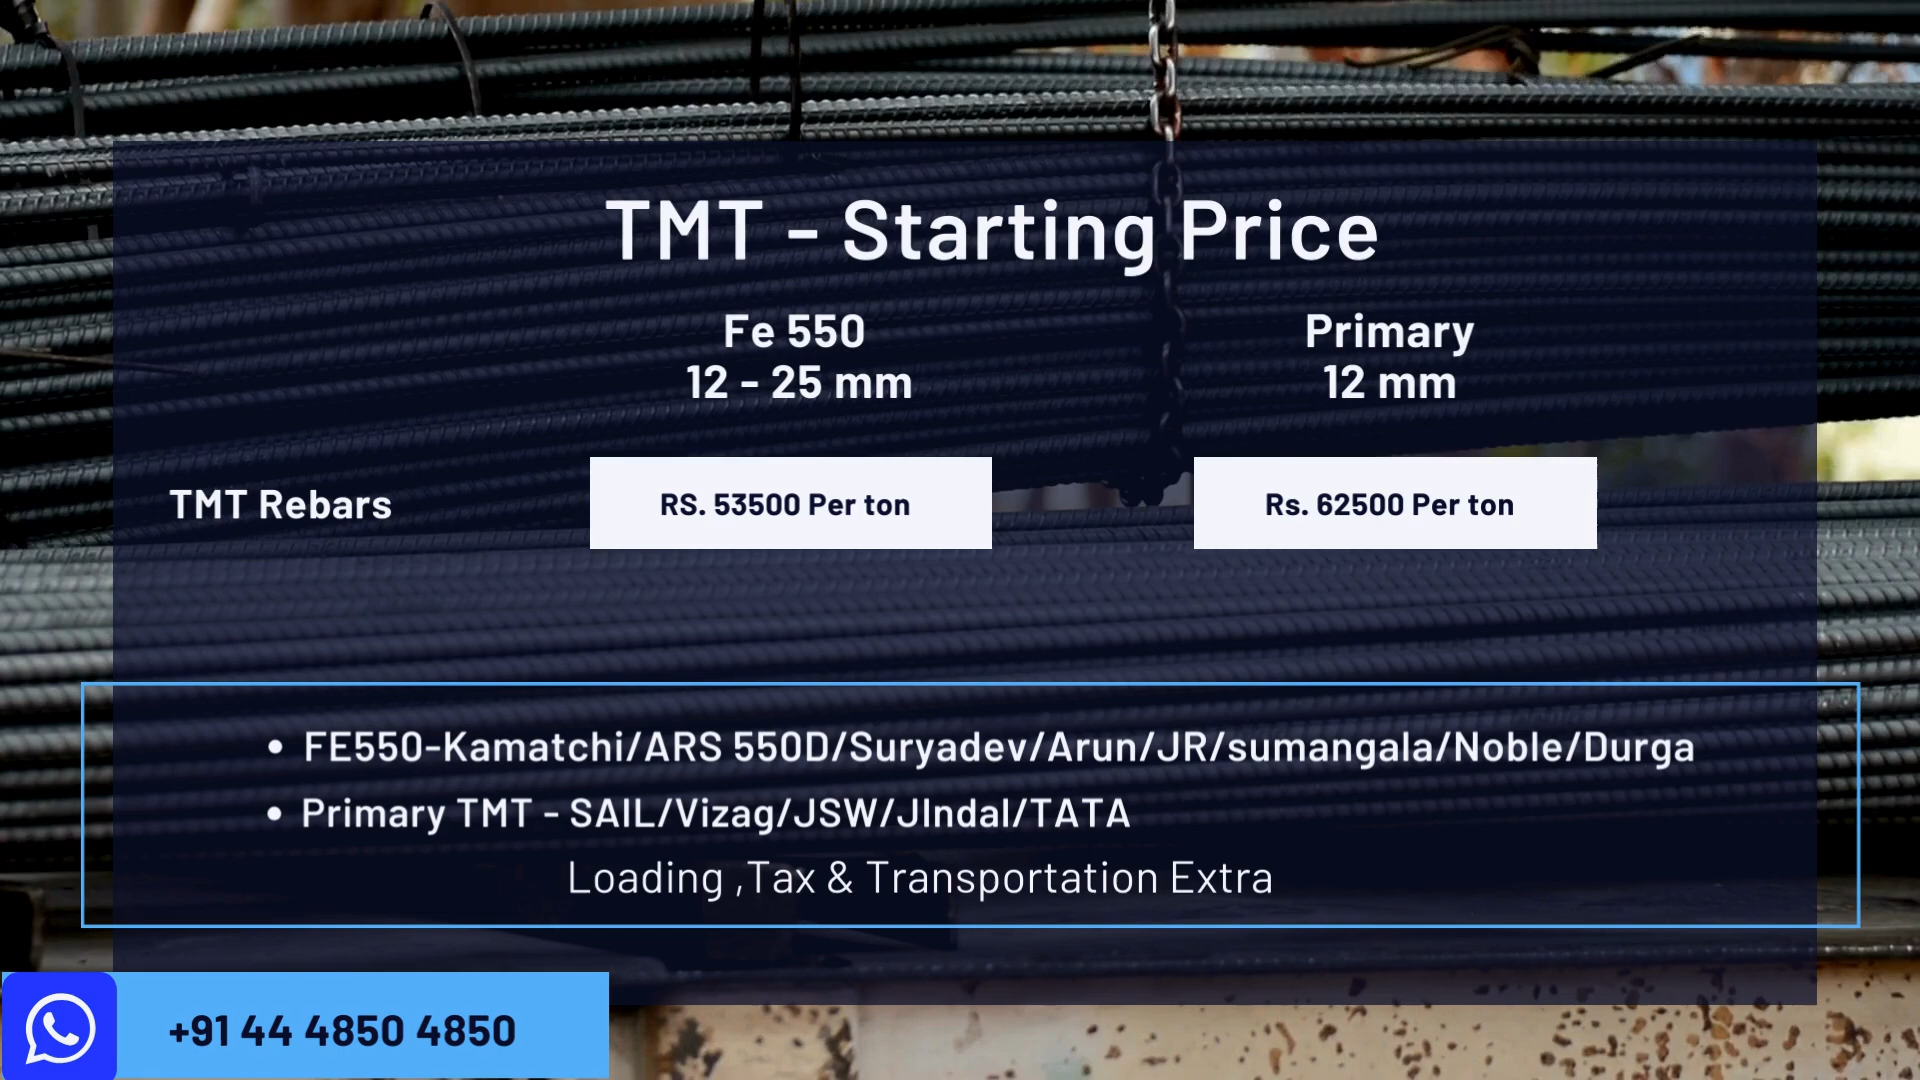 TMT - Starting Price
Fe 550
12 - 25 mm
Primary
12 mm
TMT Rebars
RS. 53500 Per ton
Rs. 62500 Per ton
• FE550-Kamatchi/ARS 550D/Suryadev/Arun/JR/sumangala/Noble/Durga
• Primary TMT - SAIL/Vizag/JSW/JIndal/TATA
Loading ,Tax & Transportation Extra
+91 44 4850 4850